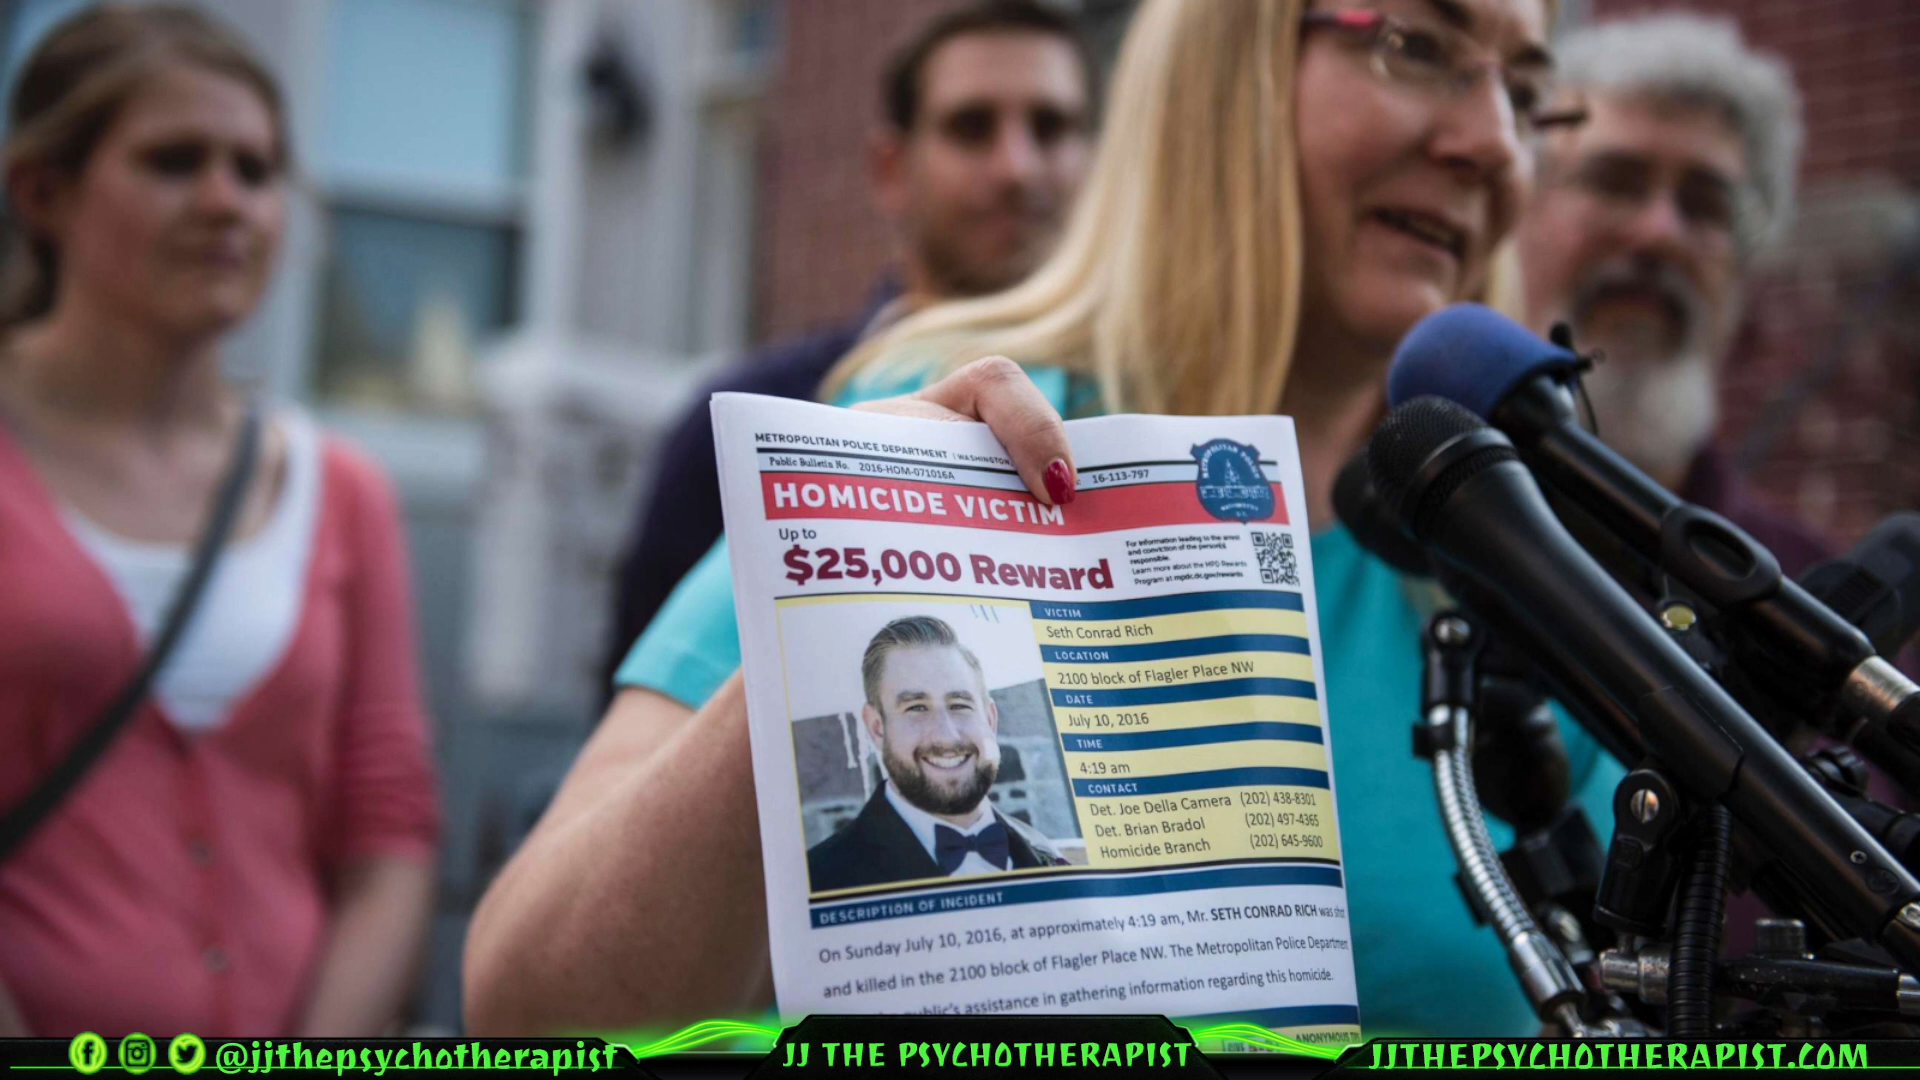 METROPOLITAN POLICE DEPARTMENT | WASHINGTON
Public Bulletin No. 2016-HOM-071016A 16-113-797
METROPOLITAN POLICE
HOMICIDE VICTIM
Up to
$25,000 Reward
For information leading to the arrest
and conviction of the person(s)
responsible.
Learn more about the MPD Rewards
Program at mpdc.dc.gov/rewards
VICTIM
Seth Conrad Rich
LOCATION
2100 block of Flagler Place NW
DATE
July 10, 2016
TIME
4:19 am
CONTACT
Det. Joe Della Camera (202) 438-8301
Det. Brian Bradol (202) 497-4365
Homicide Branch (202) 645-9600
DESCRIPTION OF INCIDENT
On Sunday July 10, 2016, at approximately 4:19 am, Mr. SETH CONRAD RICH was shot
and killed in the 2100 block of Flagler Place NW. The Metropolitan Police Department
public's assistance in gathering information regarding this homicide.
ANONYMOUS
@jjthepsychotherapist
JJ THE PSYCHOTHERAPIST
JJTHEPSYCHOTHERAPIST.COM